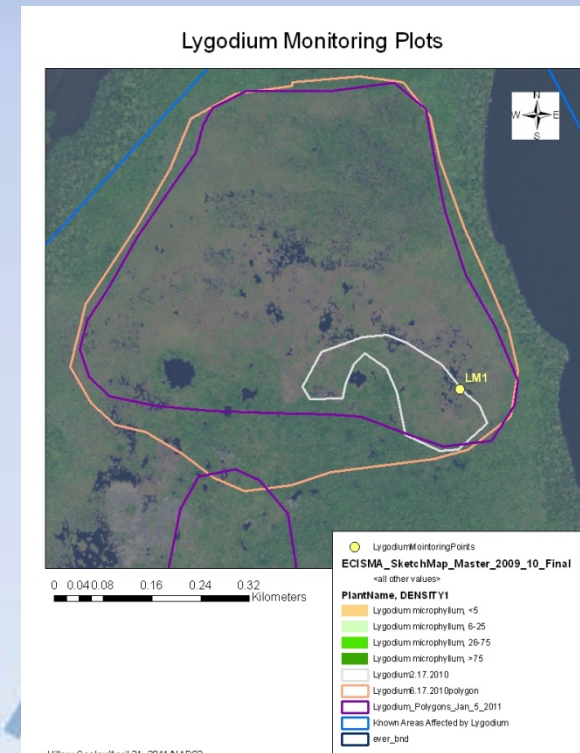 Lygodium Monitoring Plots
N
W E
S
LM1
0 0.04 0.08 0.16 0.24 0.32
Kilometers
LygodiumMointoringPoints
ECISMA_SketchMap_Master_2009_10_Final
<all other values>
PlantName, DENSITY1
Lygodium microphyllum, <5
Lygodium microphyllum, 6-25
Lygodium microphyllum, 26-75
Lygodium microphyllum, >75
Lygodium2.17.2010
Lygodium6.17.2010polygon
Lygodium_Polygons_Jan_5_2011
Known Areas Affected by Lygodium
ever_bnd